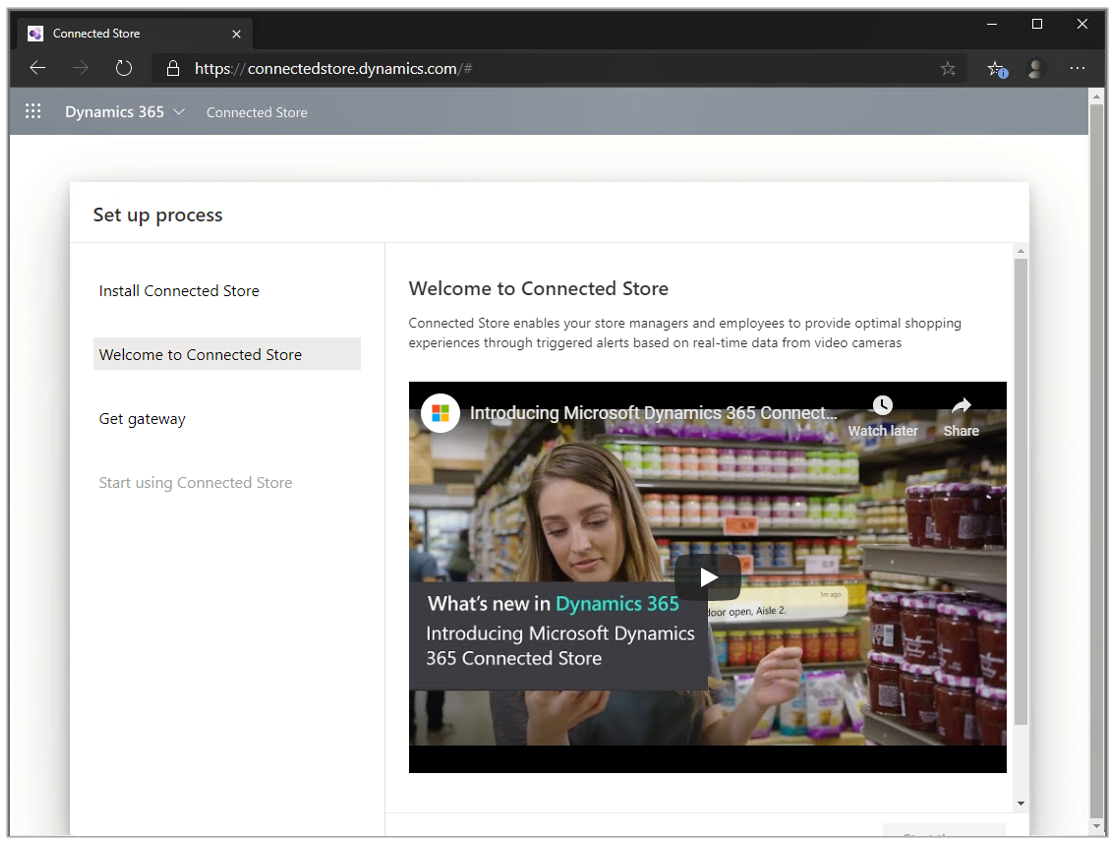 Connected Store
https://connectedstore.dynamics.com/#
Dynamics 365
Connected Store
Set up process
Install Connected Store
Welcome to Connected Store
Get gateway
Start using Connected Store
Welcome to Connected Store
Connected Store enables your store managers and employees to provide optimal shopping
experiences through triggered alerts based on real-time data from video cameras
Introducing Microsoft Dynamics 365 Connect...
Watch later
Share
1m ago
door open, Aisle 2.
What's new in Dynamics 365
Introducing Microsoft Dynamics
365 Connected Store